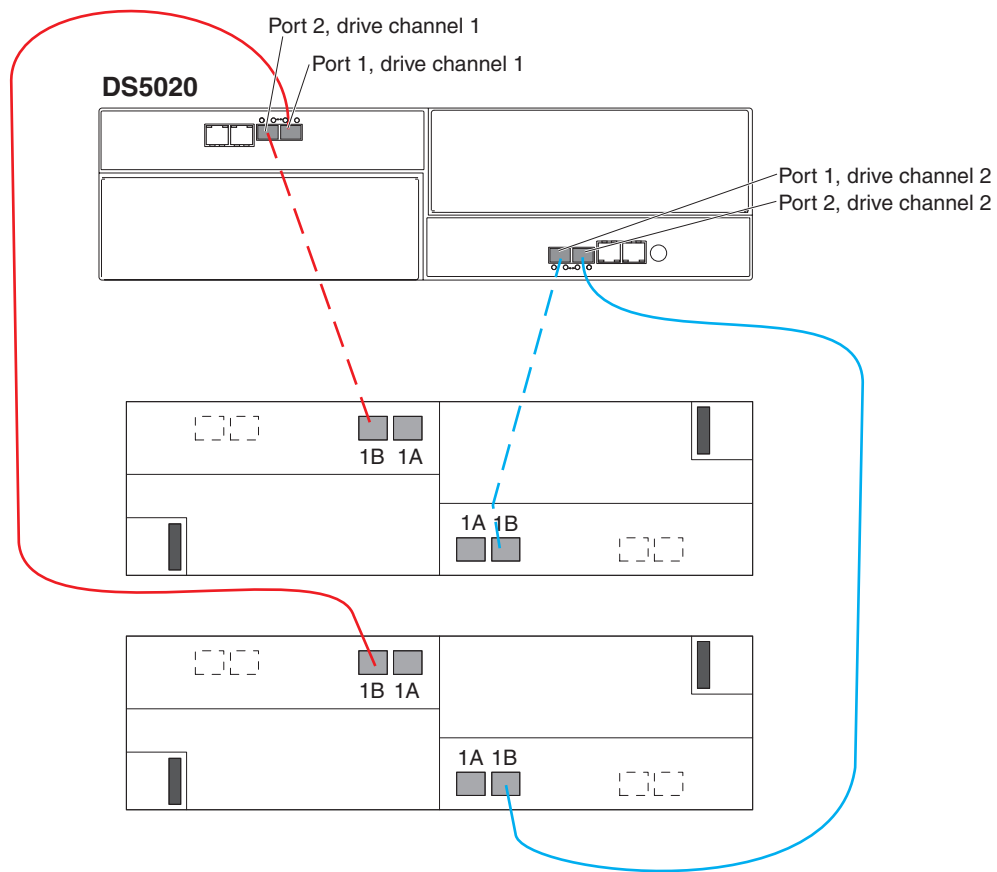 Port 2, drive channel 1
Port 1, drive channel 1
DS5020
Port 1, drive channel 2
Port 2, drive channel 2
1B 1A
1A 1B
1B 1A
1A 1B